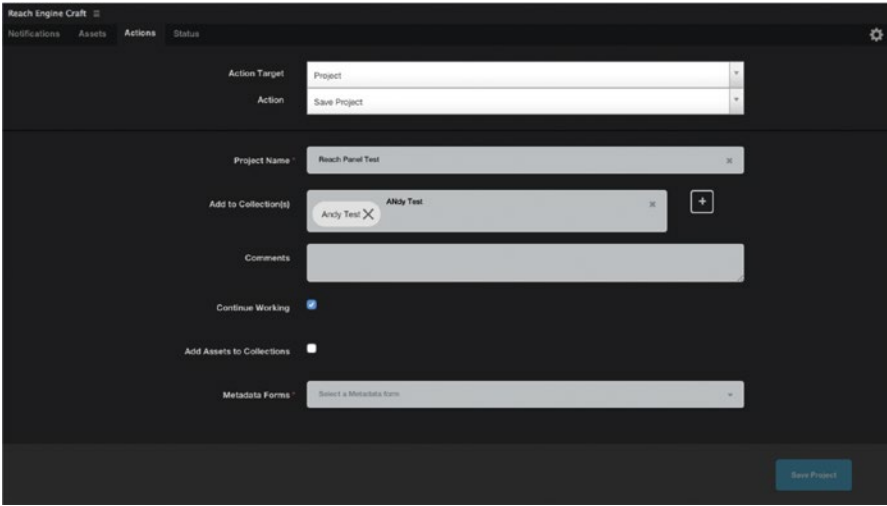 Reach Engine Craft
Notifications Assets Actions Status
Action Target Project
Action Save Project
Project Name * Reach Panel Test
Add to Collection(s) Andy Test ANdy Test +
Comments
Continue Working
Add Assets to Collections
Metadata Forms * Select a Metadata form
Save Project